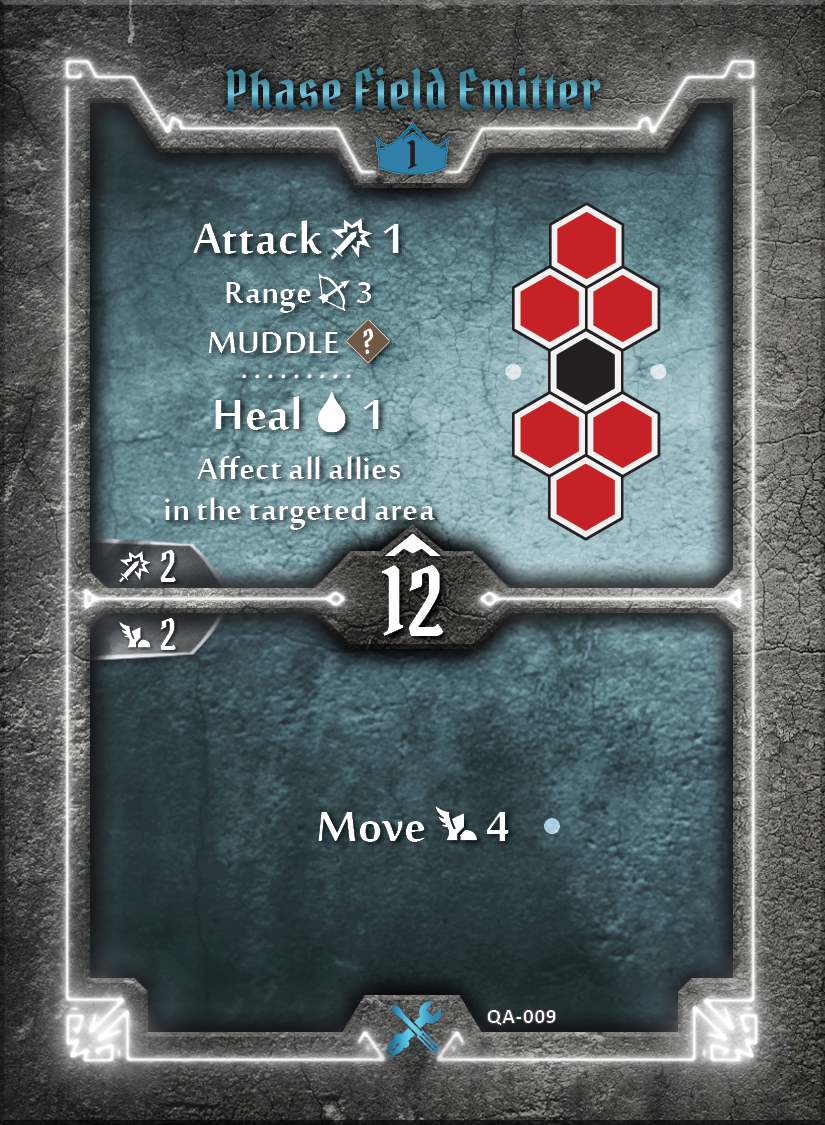 Phase Field Emitter
1
Attack 1
Range 3
MUDDLE ?
Heal 1
Affect all allies
in the targeted area
2
12
2
Move 4
QA-009